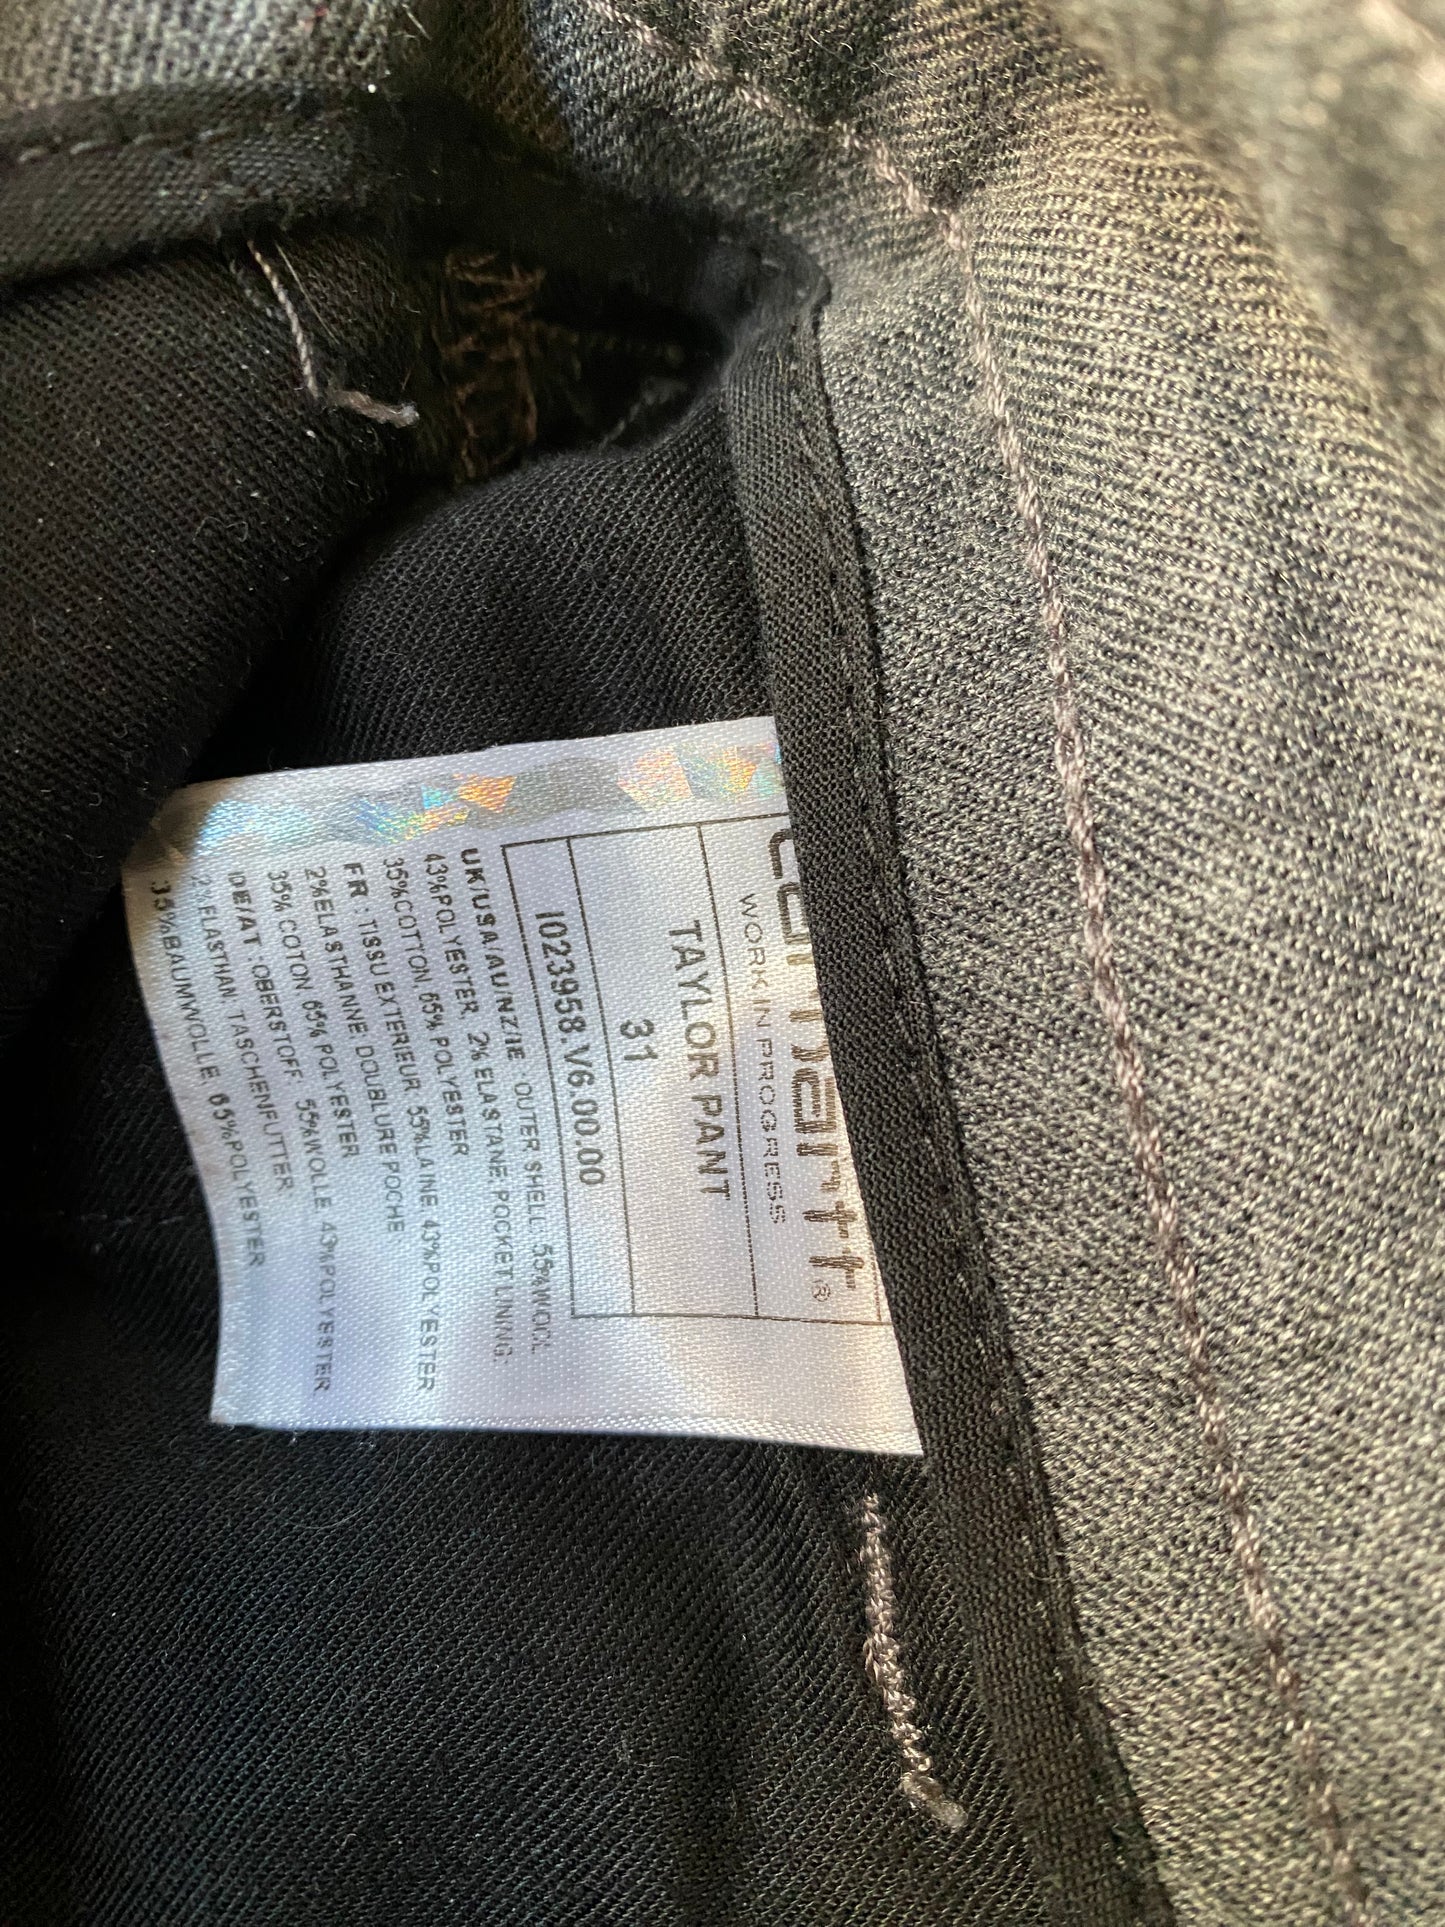 carhartt®
WORK IN PROGRESS
TAYLOR PANT
31
I023958.V6.00.00
UK/USA/AU/NZ/IE : OUTER SHELL 55%WOOL
43%POLYESTER, 2%ELASTANE, POCKET LINING:
35%COTTON, 65% POLYESTER
FR : TISSU EXTERIEUR 55%LAINE 43%POLYESTER
2%ELASTHANNE, DOUBLURE POCHE
35%COTON 65% POLYESTER
DE/AT : OBERSTOFF 55%WOLLE 43%POLYESTER
2%ELASTHAN, TASCHENFUTTER:
35%BAUMWOLLE, 65%POLYESTER